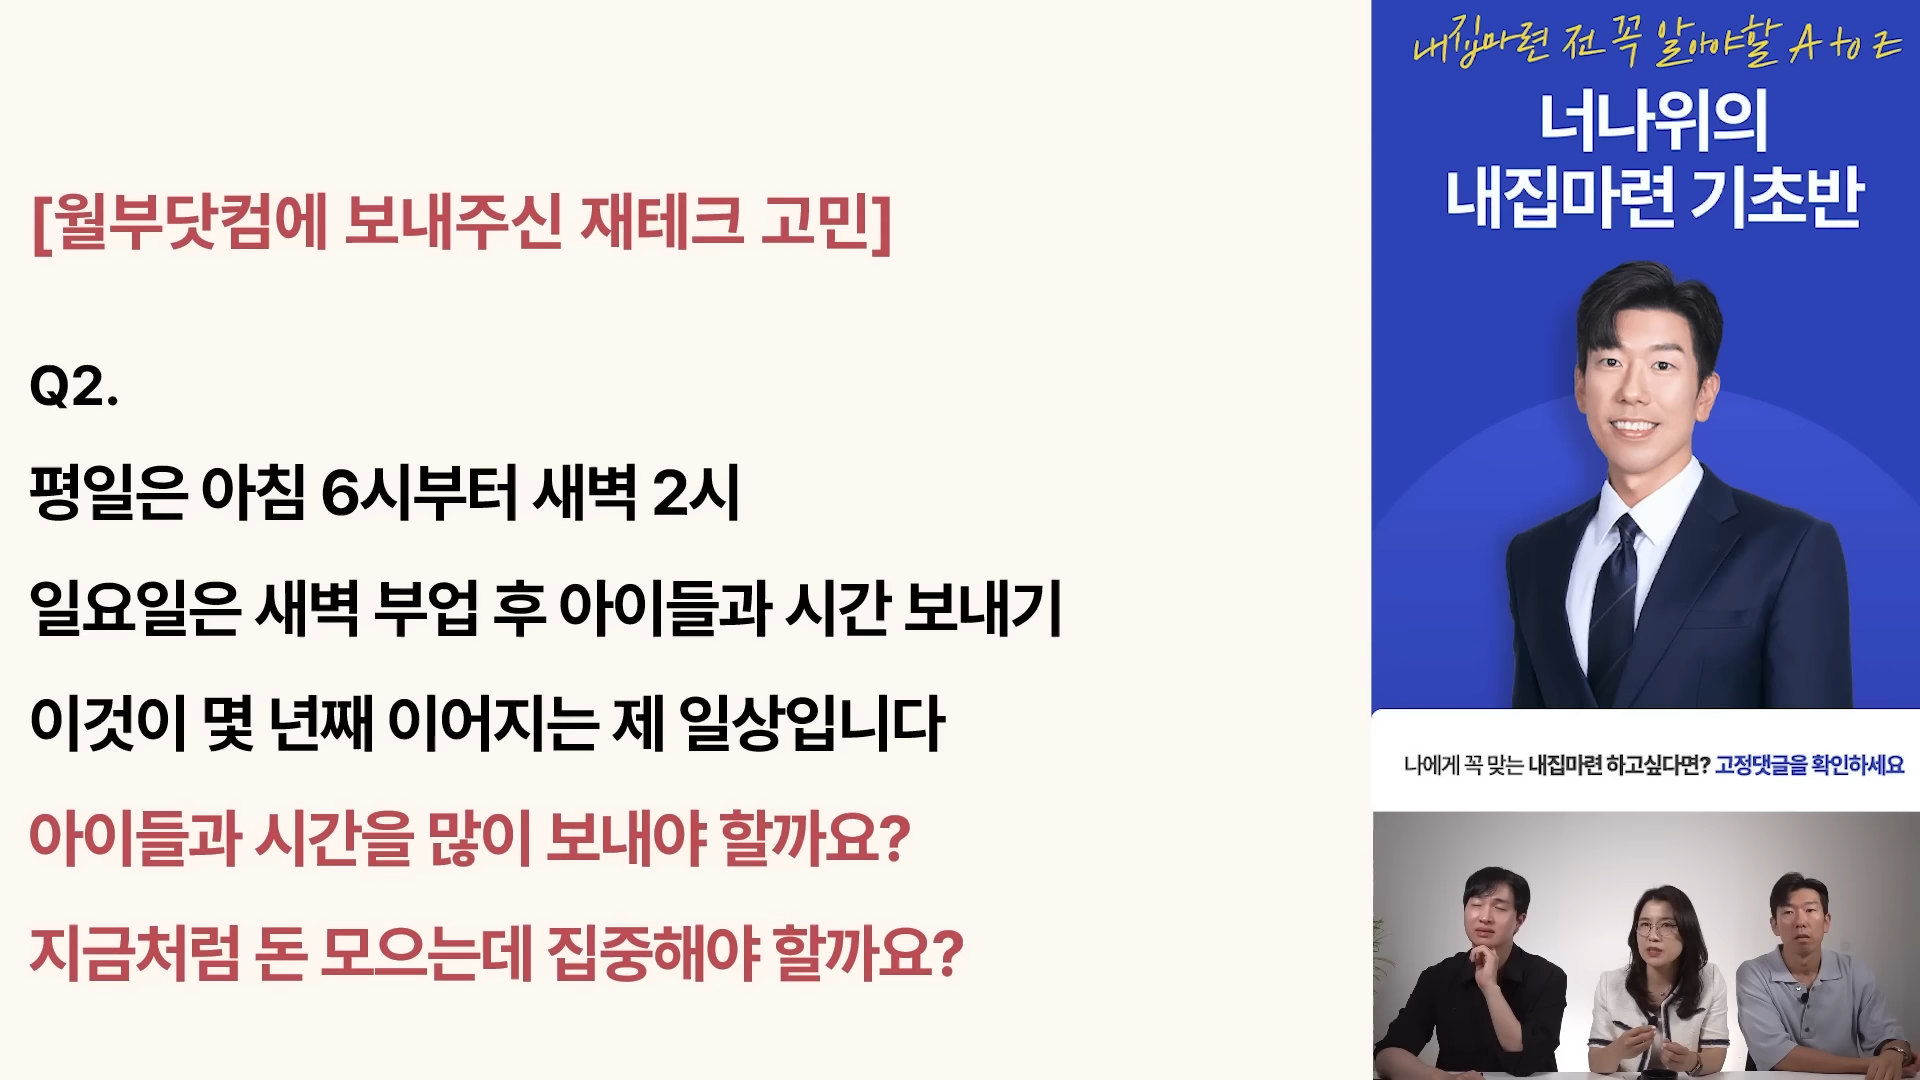 [월부닷컴에 보내주신 재테크 고민]
Q2.
평일은 아침 6시부터 새벽 2시
일요일은 새벽 부업 후 아이들과 시간 보내기
이것이 몇 년째 이어지는 제 일상입니다
아이들과 시간을 많이 보내야 할까요?
지금처럼 돈 모으는데 집중해야 할까요?
내집마련 전 꼭 알아야할 A to Z
너나위의
내집마련 기초반
나에게 꼭 맞는 내집마련 하고싶다면? 고정댓글을 확인하세요